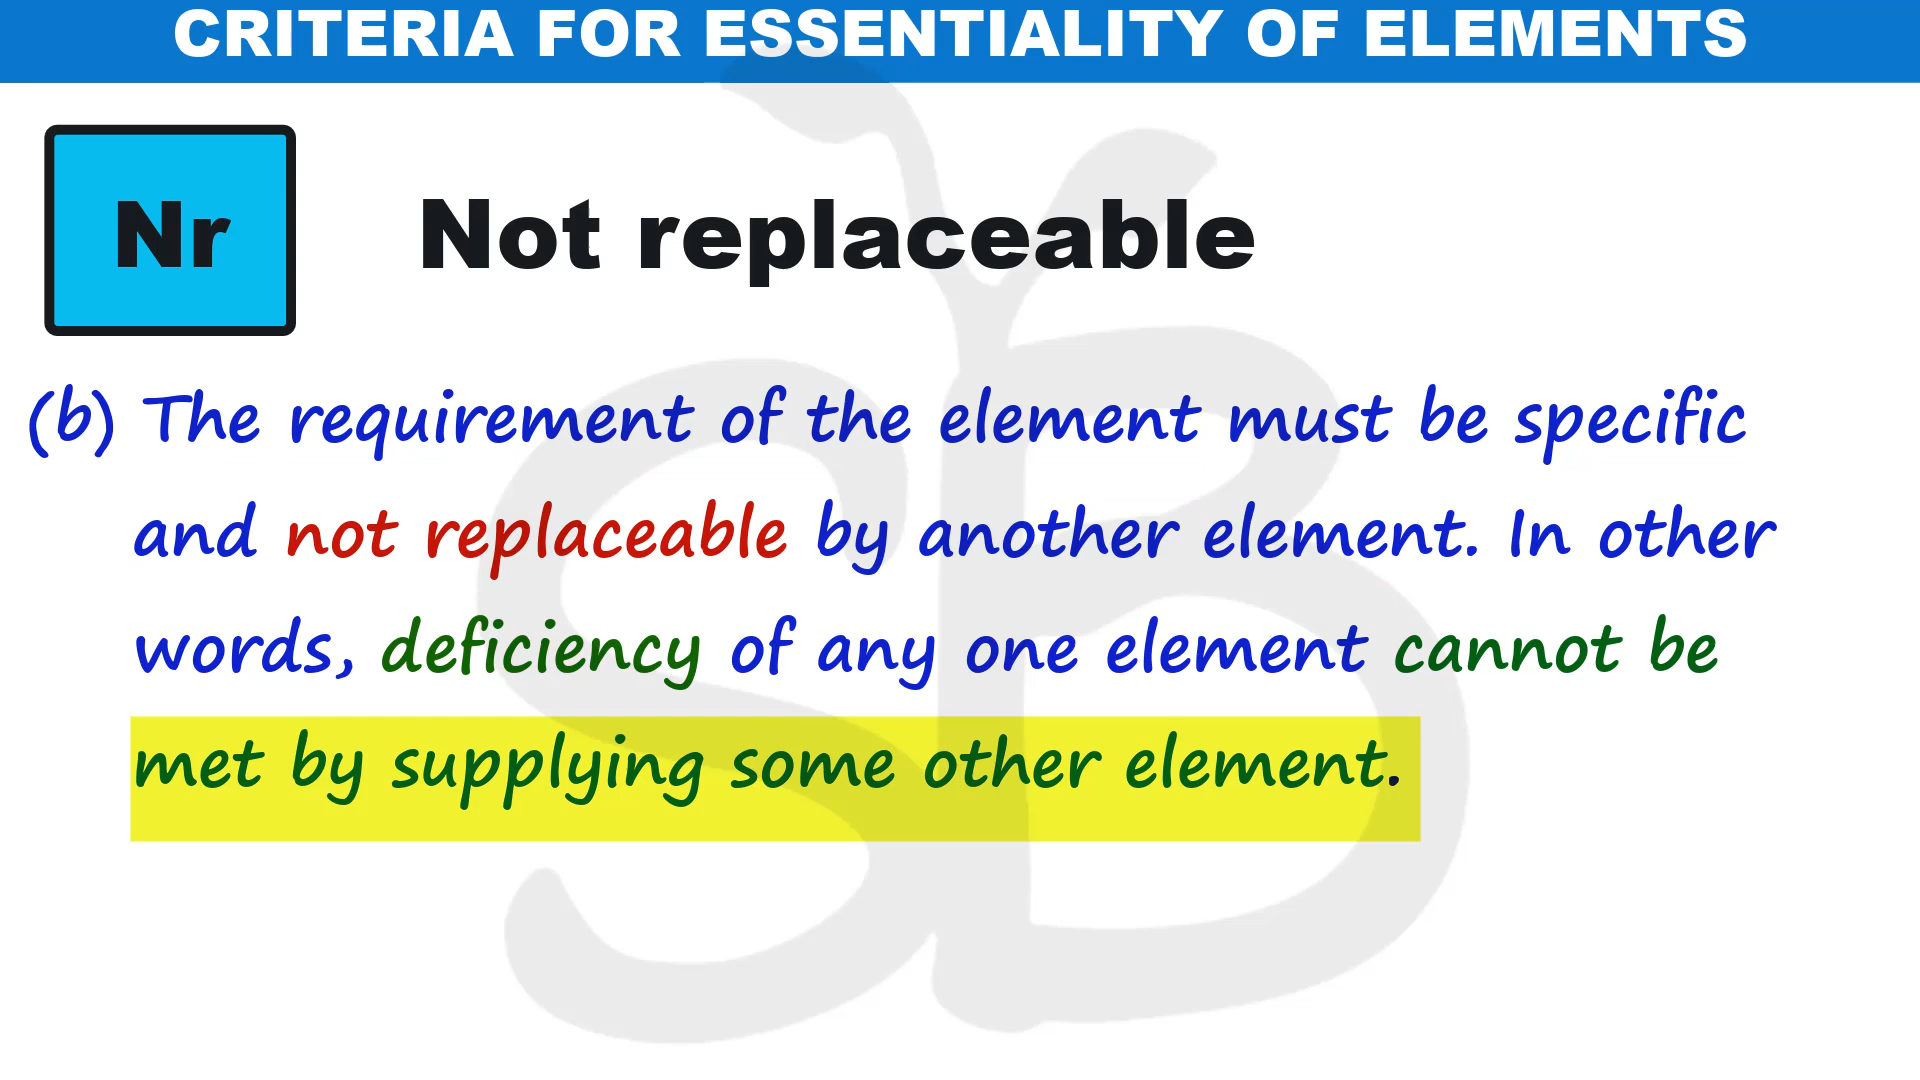 CRITERIA FOR ESSENTIALITY OF ELEMENTS
Nr
Not replaceable
(b) The requirement of the element must be specific
and not replaceable by another element. In other
words, deficiency of any one element cannot be
met by supplying some other element.
SB